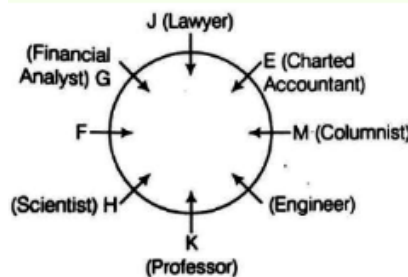 J (Lawyer)
(Financial
Analyst) G
E (Charted
Accountant)
F
M (Columnist)
(Scientist) H
(Engineer)
K
(Professor)